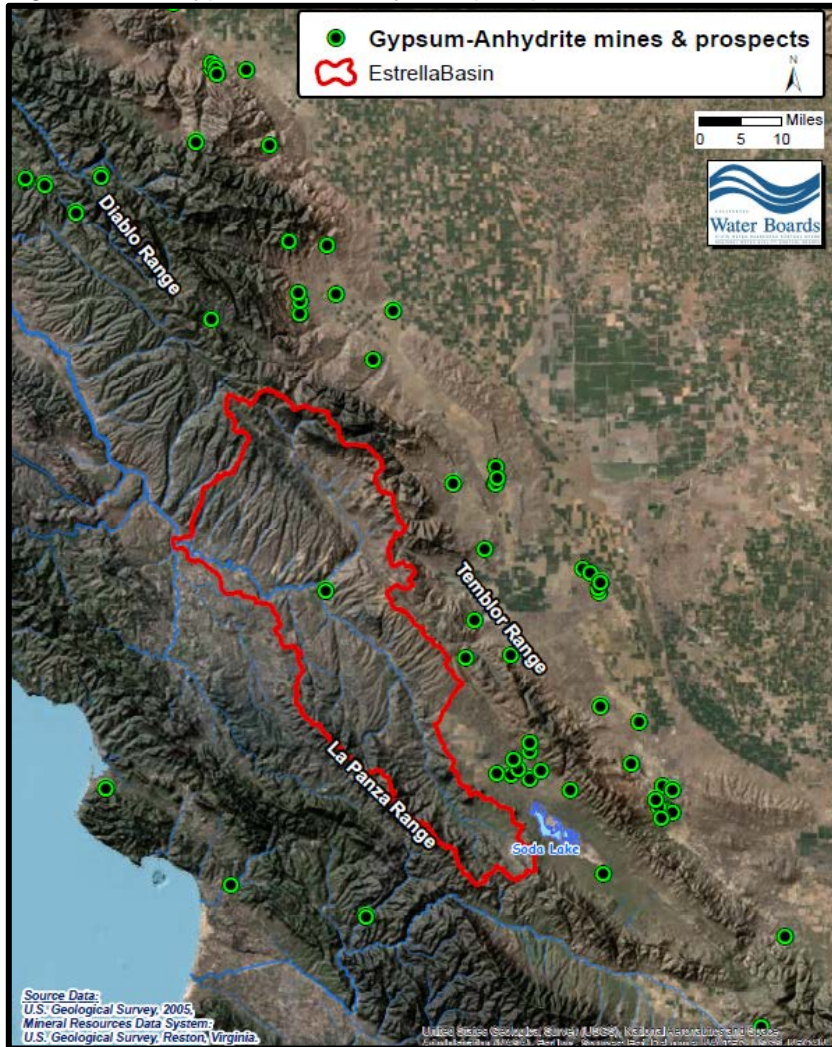 Gypsum-Anhydrite mines & prospects
EstrellaBasin
N
Miles
0 5 10
CALIFORNIA
Water Boards
Diablo Range
Temblor Range
La Panza Range
Soda Lake
Source Data:
U.S. Geological Survey, 2005,
Mineral Resources Data System:
U.S. Geological Survey, Reston, Virginia.
United States Geological Survey (USGS), National Aeronautics and Space